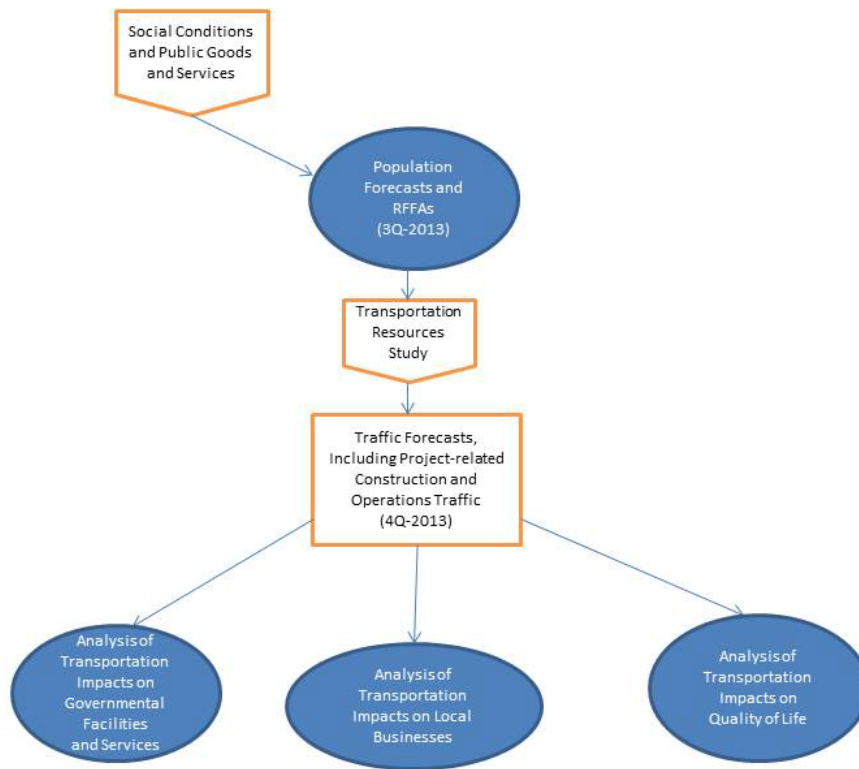 Social Conditions
and Public Goods
and Services
Population
Forecasts and
RFFAs
(3Q-2013)
Transportation
Resources
Study
Traffic Forecasts,
Including Project-related
Construction and
Operations Traffic
(4Q-2013)
Analysis of
Transportation
Impacts on
Governmental
Facilities
and Services
Analysis of
Transportation
Impacts on Local
Businesses
Analysis of
Transportation
Impacts on
Quality of Life